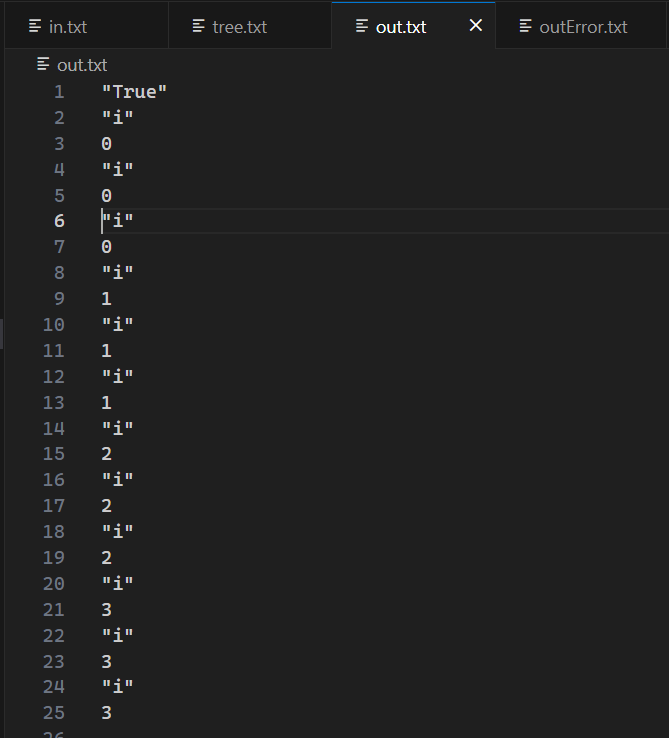 in.txt tree.txt out.txt outError.txt
out.txt
1 "True"
2 "i"
3 0
4 "i"
5 0
6 "i"
7 0
8 "i"
9 1
10 "i"
11 1
12 "i"
13 1
14 "i"
15 2
16 "i"
17 2
18 "i"
19 2
20 "i"
21 3
22 "i"
23 3
24 "i"
25 3